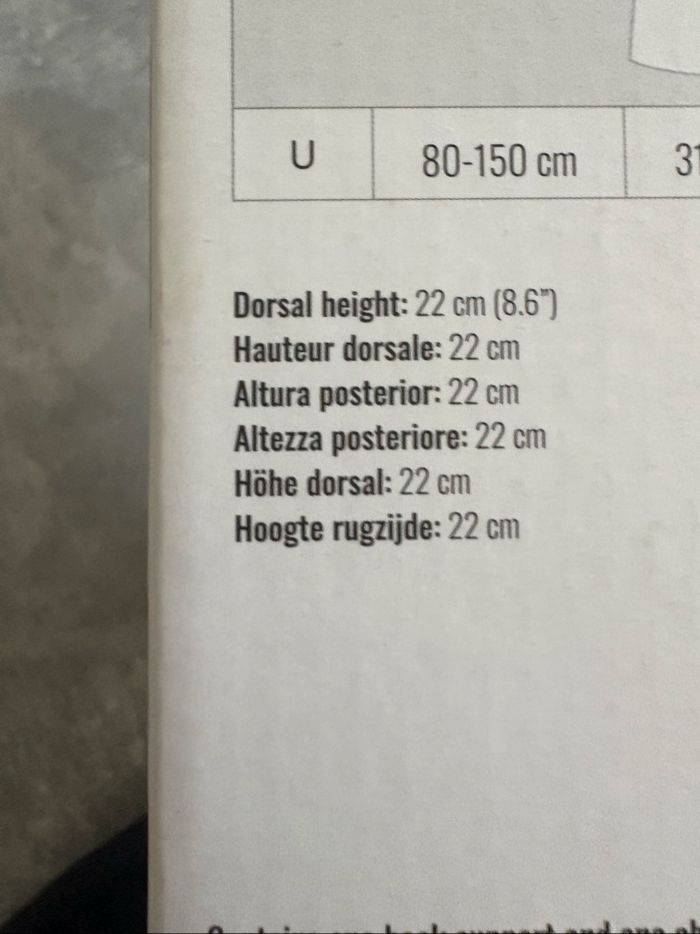 U 80-150 cm 31
Dorsal height: 22 cm (8.6")
Hauteur dorsale: 22 cm
Altura posterior: 22 cm
Altezza posteriore: 22 cm
Höhe dorsal: 22 cm
Hoogte rugzijde: 22 cm